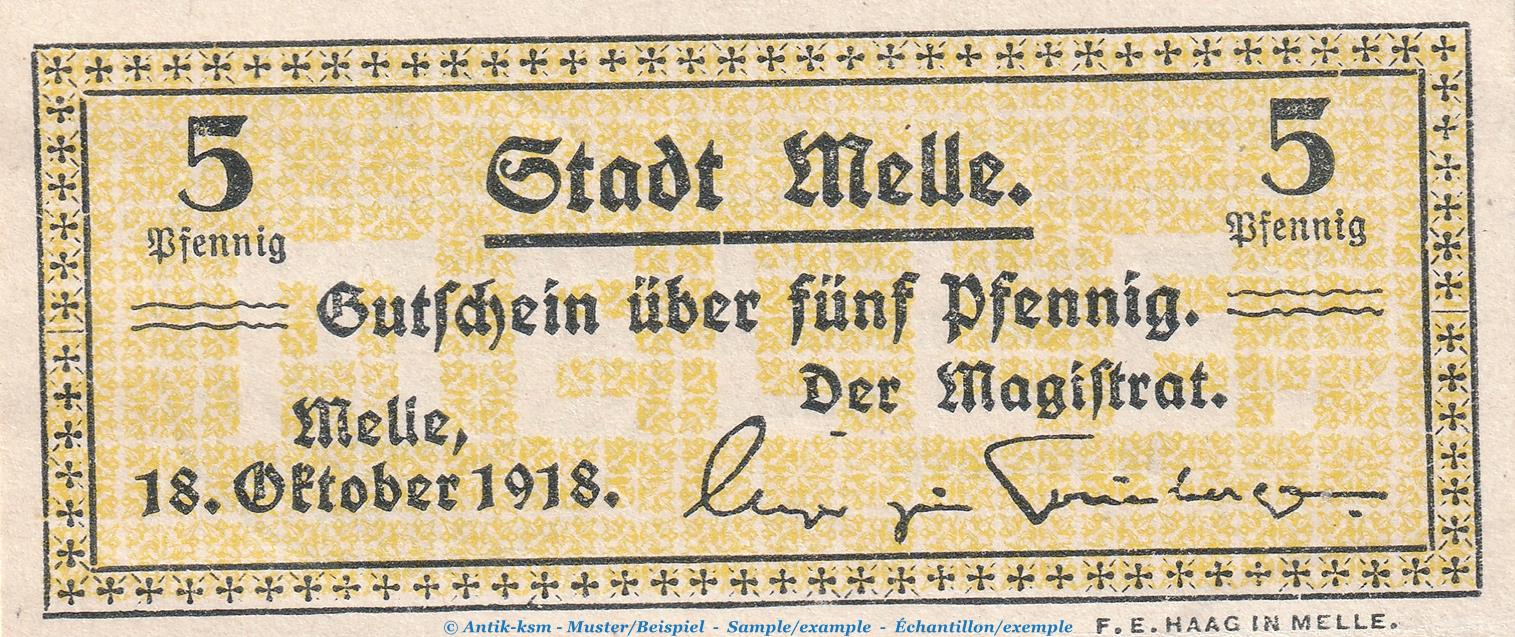 5 Stadt Melle. 5
Pfennig Pfennig
Gutschein über fünf Pfennig.
Der Magistrat.
Melle,
18. Oktober 1918.
F. E. HAAG IN MELLE.
© Antik-ksm - Muster/Beispiel - Sample/example - Échantillon/exemple